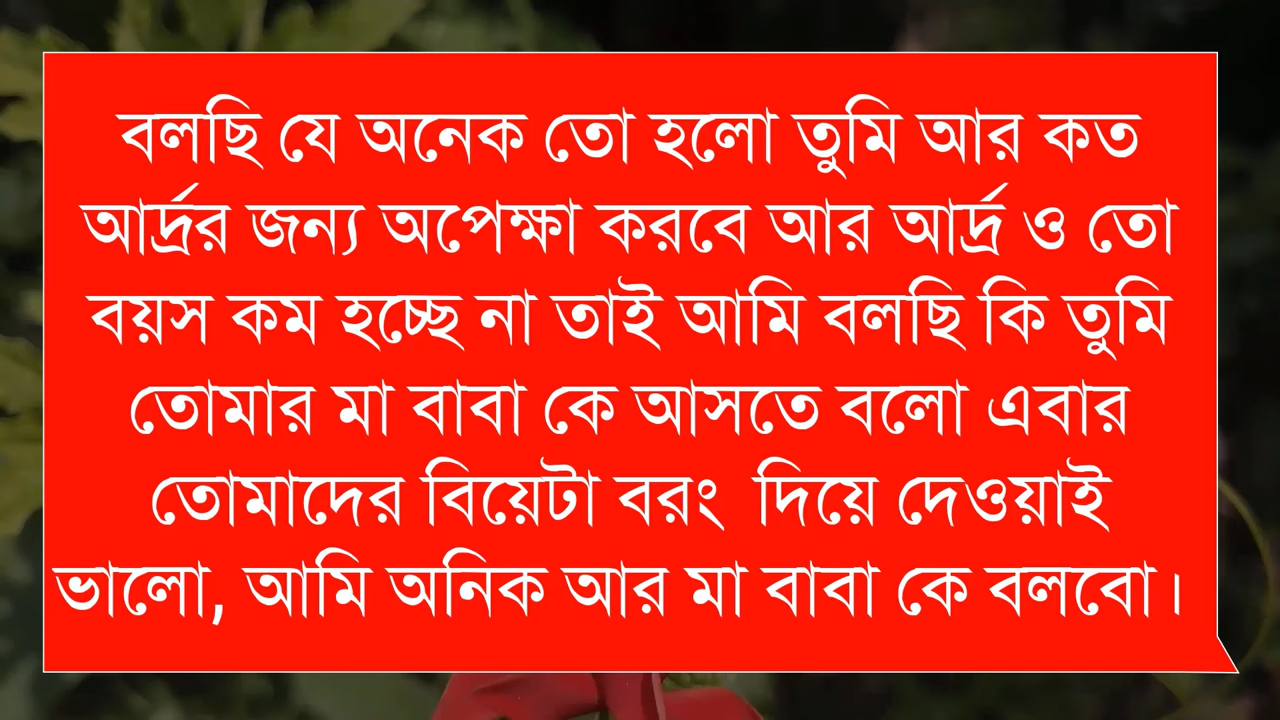 বলছি যে অনেক তো হলো তুমি আর কত
আর্দ্রর জন্য অপেক্ষা করবে আর আর্দ্র ও তো
বয়স কম হচ্ছে না তাই আমি বলছি কি তুমি
তোমার মা বাবা কে আসতে বলো এবার
তোমাদের বিয়েটা বরং দিয়ে দেওয়াই
ভালো, আমি অনিক আর মা বাবা কে বলবো।